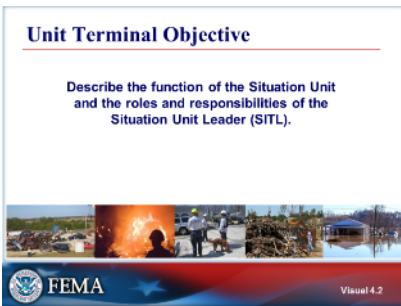 Unit Terminal Objective
Describe the function of the Situation Unit
and the roles and responsibilities of the
Situation Unit Leader (SITL).
FEMA
Visual 4.2